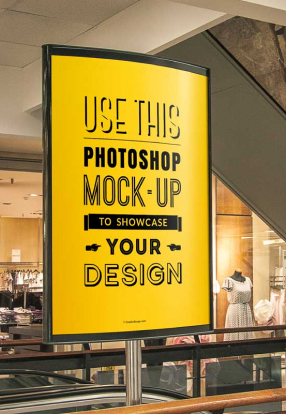 USE THIS
PHOTOSHOP
MOCK-UP
TO SHOWCASE
YOUR
DESIGN